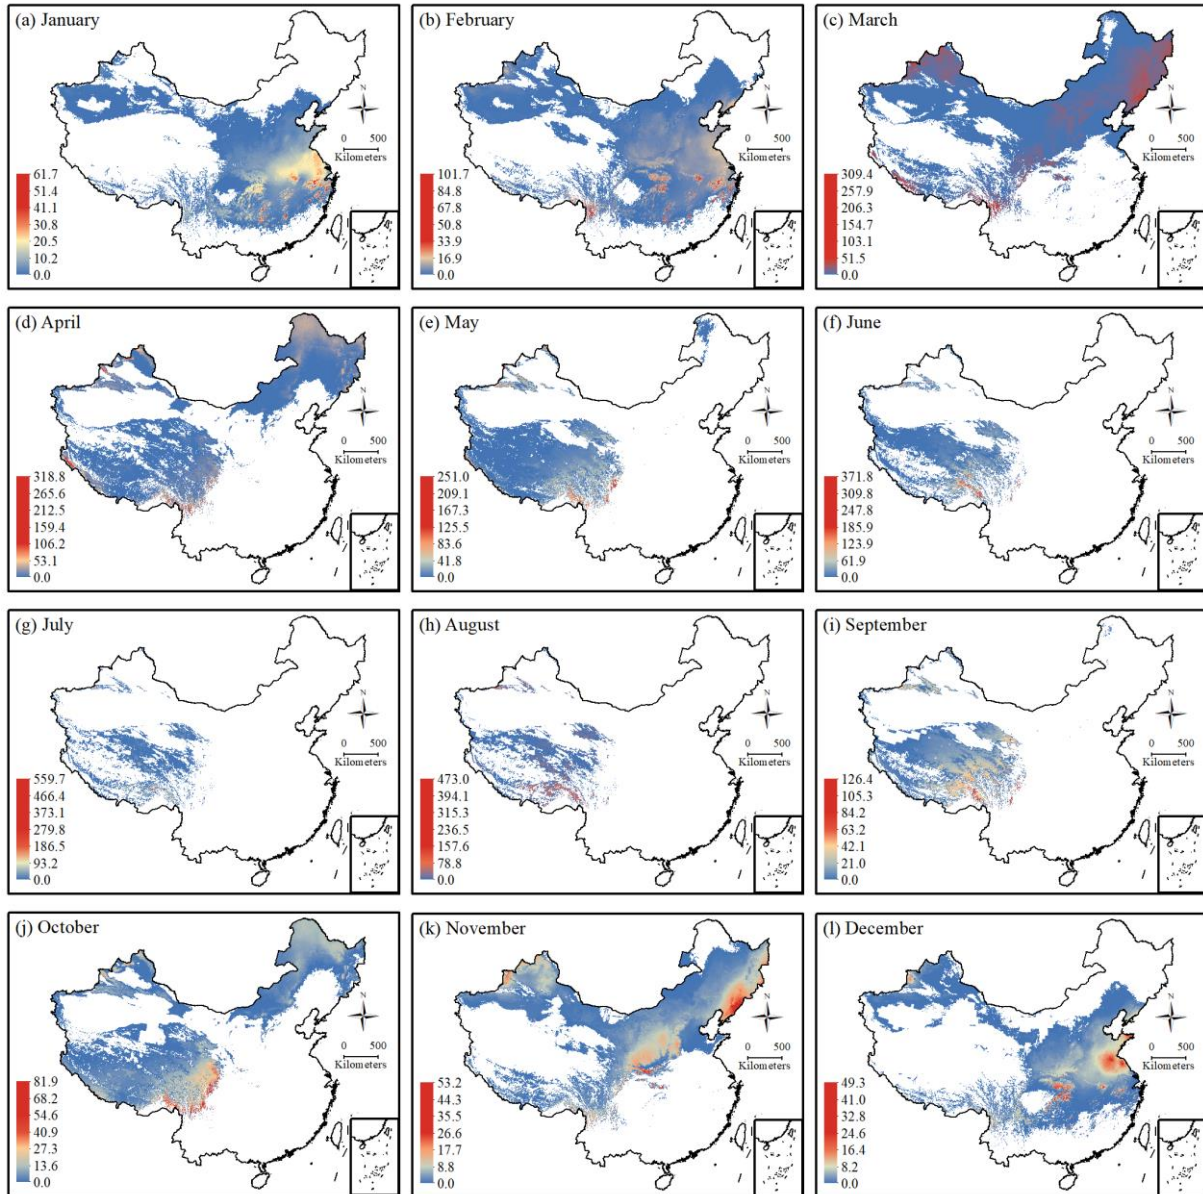 (a) January
N
0 500
Kilometers
61.7
51.4
41.1
30.8
20.5
10.2
0.0
(b) February
N
0 500
Kilometers
101.7
84.8
67.8
50.8
33.9
16.9
0.0
(c) March
N
0 500
Kilometers
309.4
257.9
206.3
154.7
103.1
51.5
0.0
(d) April
N
0 500
Kilometers
318.8
265.6
212.5
159.4
106.2
53.1
0.0
(e) May
N
0 500
Kilometers
251.0
209.1
167.3
125.5
83.6
41.8
0.0
(f) June
N
0 500
Kilometers
371.8
309.8
247.8
185.9
123.9
61.9
0.0
(g) July
N
0 500
Kilometers
559.7
466.4
373.1
279.8
186.5
93.2
0.0
(h) August
N
0 500
Kilometers
473.0
394.1
315.3
236.5
157.6
78.8
0.0
(i) September
N
0 500
Kilometers
126.4
105.3
84.2
63.2
42.1
21.0
0.0
(j) October
N
0 500
Kilometers
81.9
68.2
54.6
40.9
27.3
13.6
0.0
(k) November
N
0 500
Kilometers
53.2
44.3
35.5
26.6
17.7
8.8
0.0
(l) December
N
0 500
Kilometers
49.3
41.0
32.8
24.6
16.4
8.2
0.0